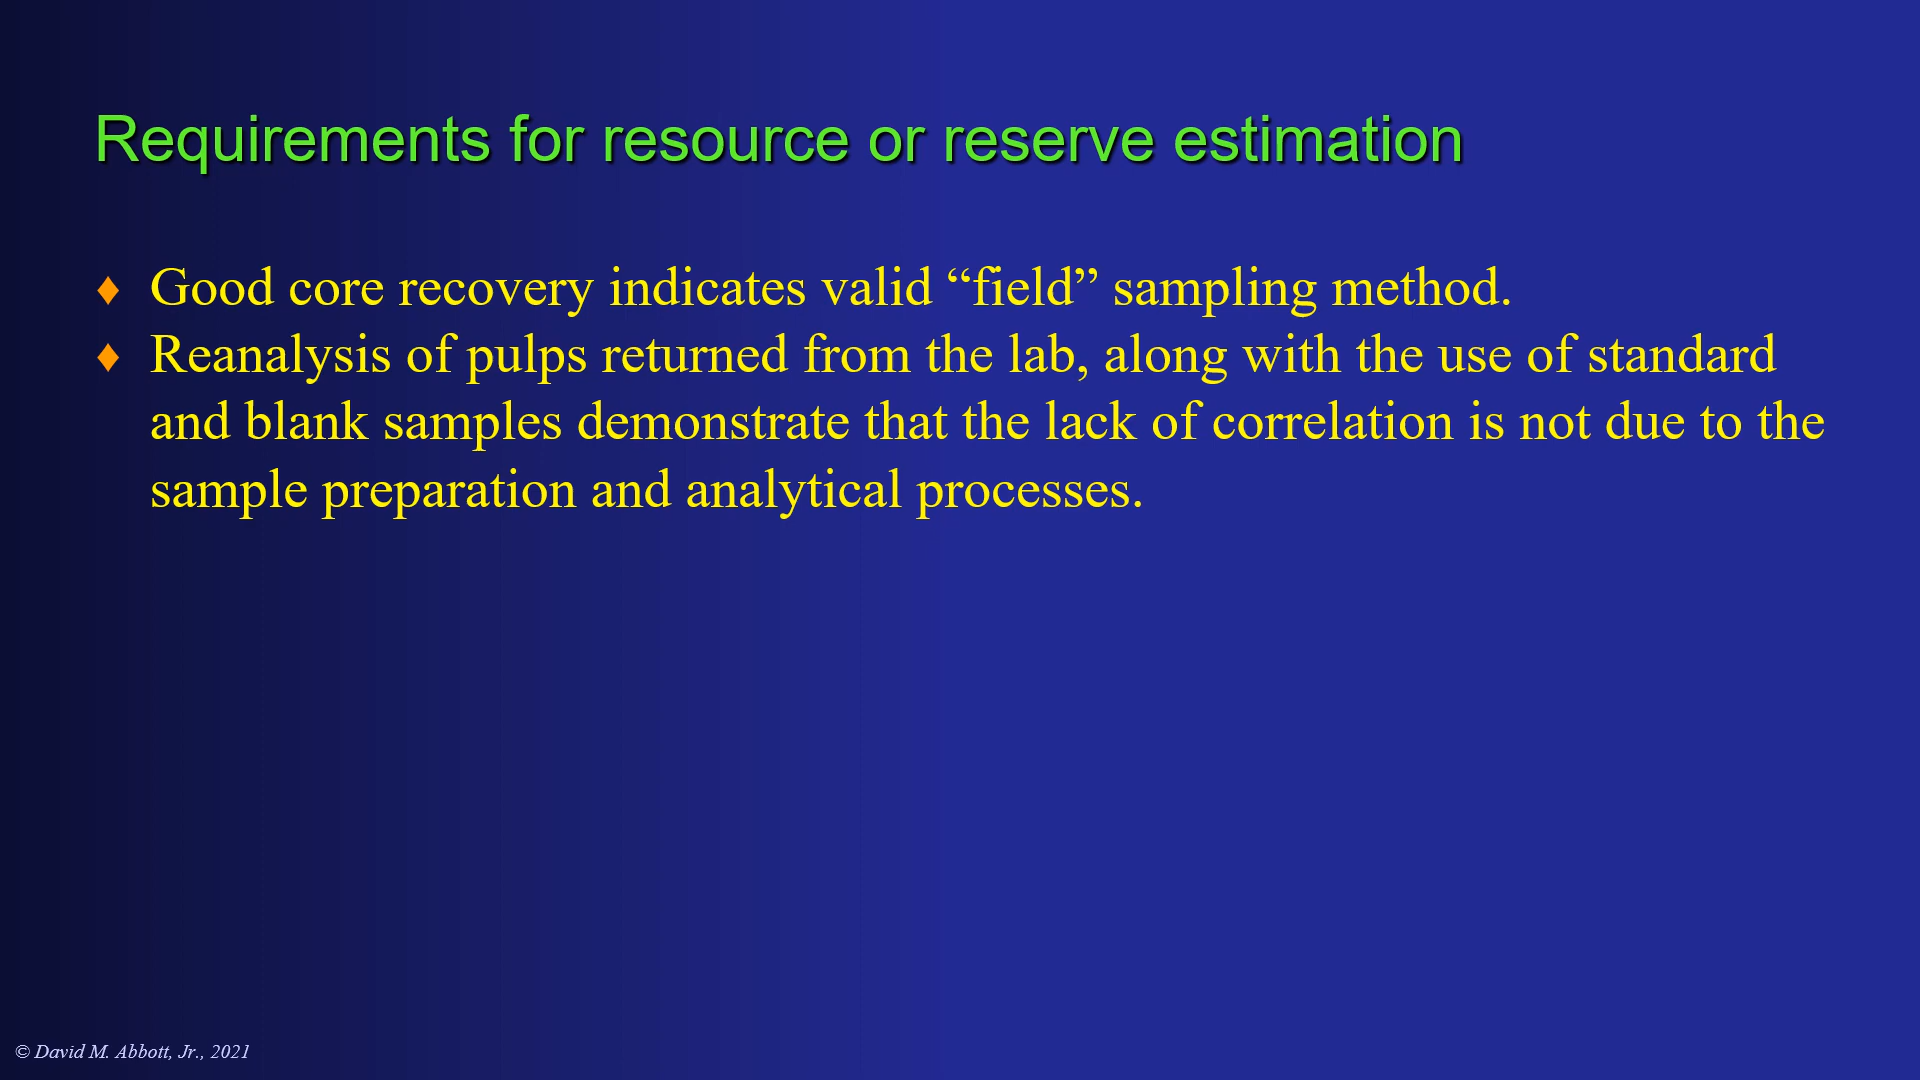 Requirements for resource or reserve estimation
♦ Good core recovery indicates valid “field” sampling method.
♦ Reanalysis of pulps returned from the lab, along with the use of standard
and blank samples demonstrate that the lack of correlation is not due to the
sample preparation and analytical processes.
© David M. Abbott, Jr., 2021